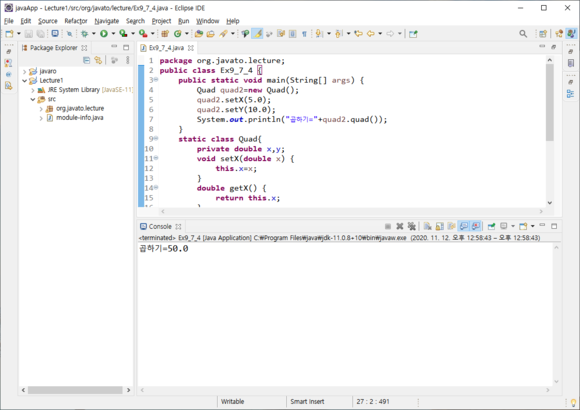 javaApp - Lecture1/src/org/javato/lecture/Ex9_7_4.java - Eclipse IDE
File Edit Source Refactor Navigate Search Project Run Window Help
Package Explorer
javaro
Lecture1
JRE System Library [JavaSE-11]
src
org.javato.lecture
module-info.java
Ex9_7_4.java
1 package org.javato.lecture;
2 public class Ex9_7_4 {
3 public static void main(String[] args) {
4 Quad quad2=new Quad();
5 quad2.setX(5.0);
6 quad2.setY(10.0);
7 System.out.println("곱하기="+quad2.quad());
8 }
9 static class Quad{
10 private double x,y;
11 void setX(double x) {
12 this.x=x;
13 }
14 double getX() {
15 return this.x;
Console
<terminated> Ex9_7_4 [Java Application] C:₩Program Files₩java₩jdk-11.0.8+10₩bin₩javaw.exe (2020. 11. 12. 오후 12:58:43 – 오후 12:58:43)
곱하기=50.0
Writable Smart Insert 27 : 2 : 491